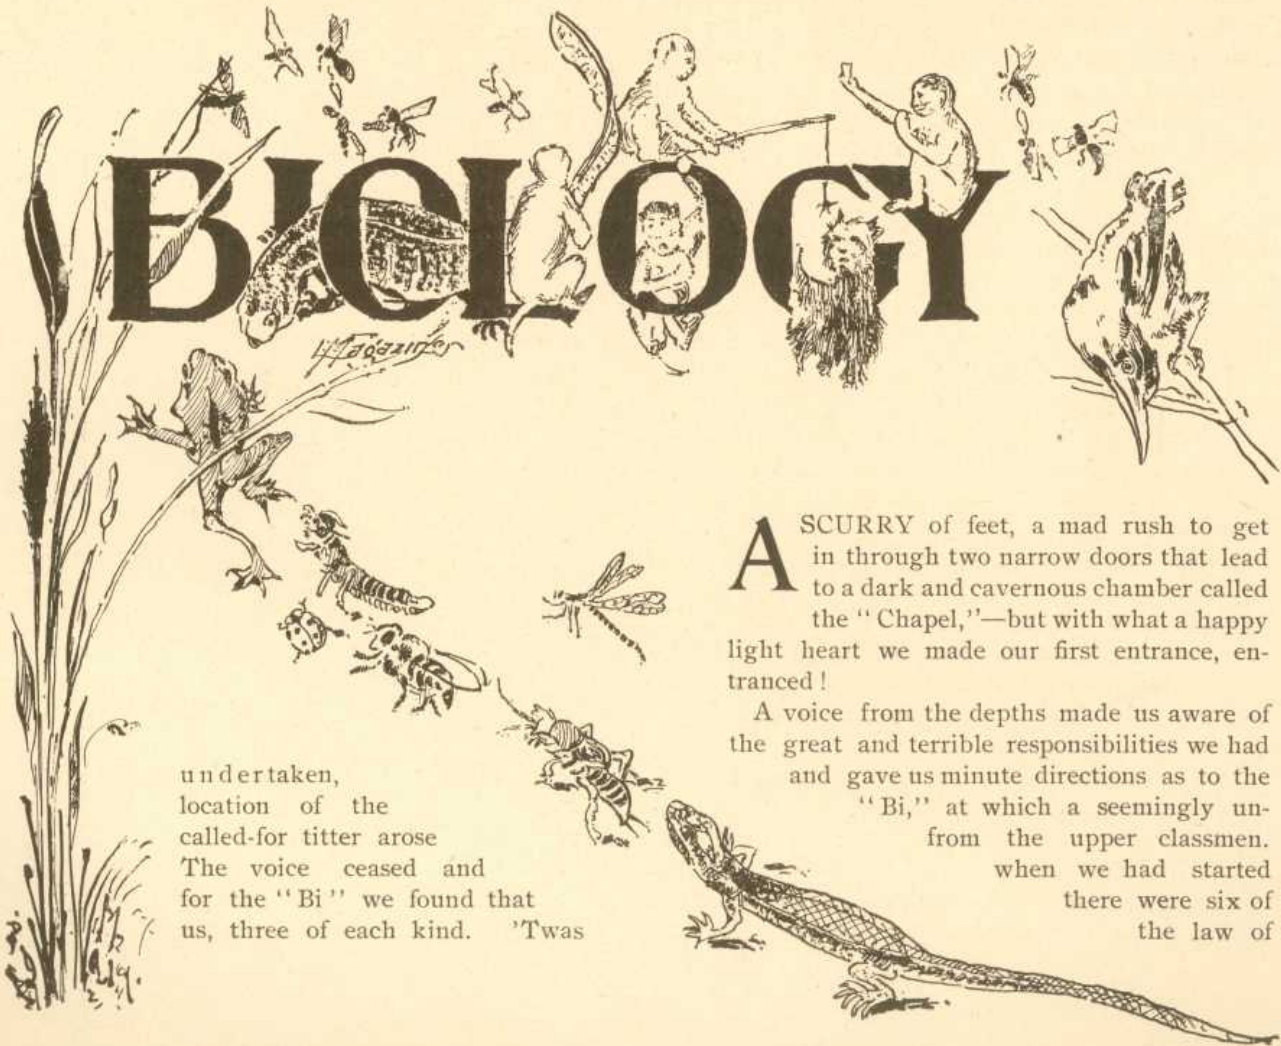 BIOLOGY
L Magaziner
A SCURRY of feet, a mad rush to get
in through two narrow doors that lead
to a dark and cavernous chamber called
the “ Chapel,”—but with what a happy
light heart we made our first entrance, en-
tranced !
A voice from the depths made us aware of
the great and terrible responsibilities we had
undertaken, and gave us minute directions as to the
location of the “ Bi,” at which a seemingly un-
called-for titter arose from the upper classmen.
The voice ceased and when we had started
for the “ Bi ” we found that there were six of
us, three of each kind. ’Twas the law of